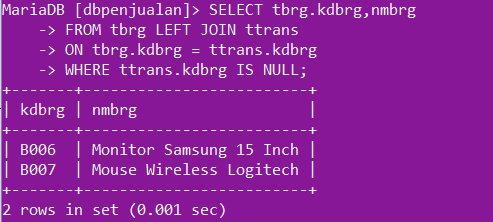 MariaDB [dbpenjualan]> SELECT tbrg.kdbrg,nmbrg
    -> FROM tbrg LEFT JOIN ttrans
    -> ON tbrg.kdbrg = ttrans.kdbrg
    -> WHERE ttrans.kdbrg IS NULL;
+-------+-------------------------+
| kdbrg | nmbrg                   |
+-------+-------------------------+
| B006  | Monitor Samsung 15 Inch |
| B007  | Mouse Wireless Logitech |
+-------+-------------------------+
2 rows in set (0.001 sec)